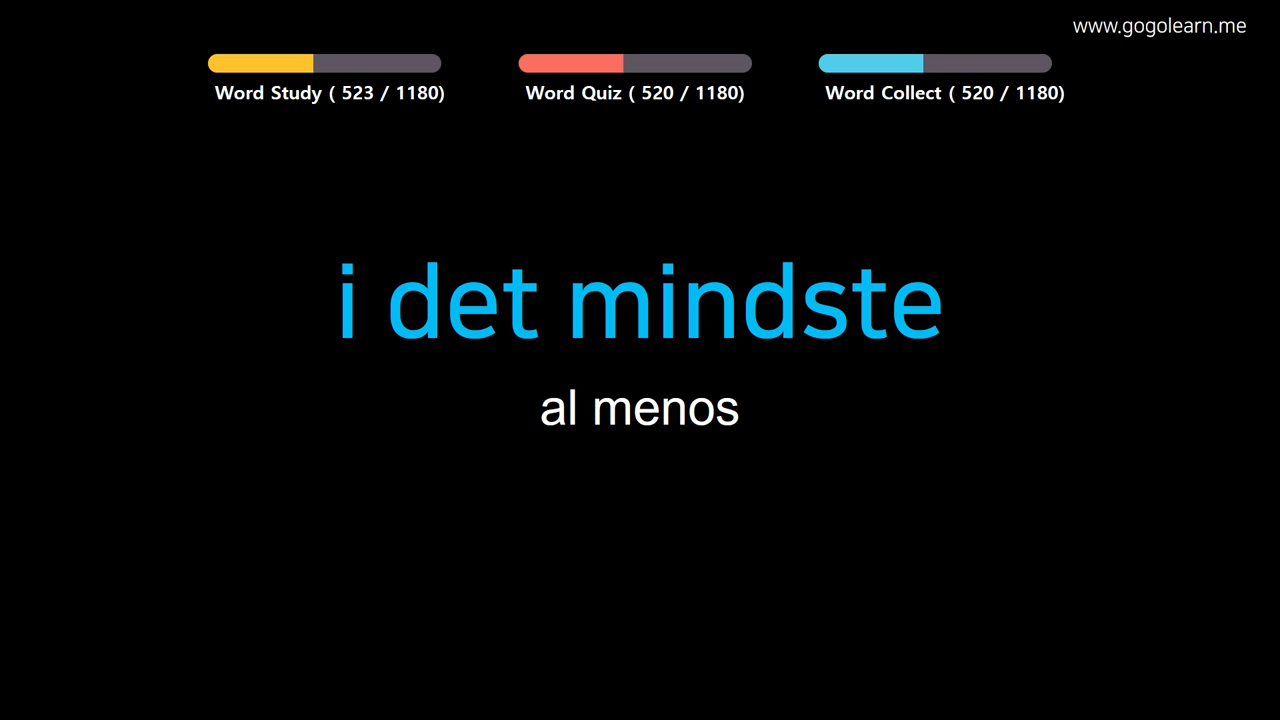 www.gogolearn.me
Word Study ( 523 / 1180)
Word Quiz ( 520 / 1180)
Word Collect ( 520 / 1180)
i det mindste
al menos